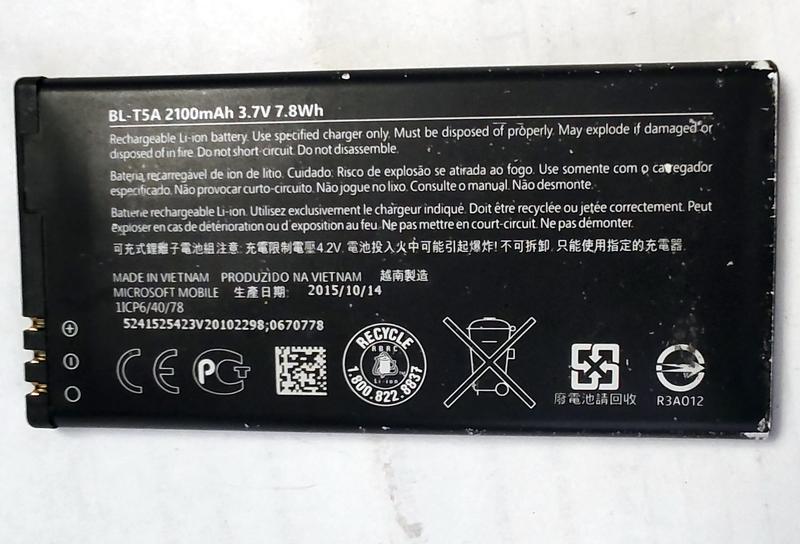 BL-T5A 2100mAh 3.7V 7.8Wh
Rechargeable Li-ion battery. Use specified charger only. Must be disposed of properly. May explode if damaged or
disposed of in fire. Do not short-circuit. Do not disassemble.
Bateria recarregável de íon de lítio. Cuidado: Risco de explosão se atirada ao fogo. Use somente com o carregador
especificado. Não provocar curto-circuito. Não jogue no lixo. Consulte o manual. Não desmonte.
Batterie rechargeable Li-ion. Utilisez exclusivement le chargeur indiqué. Doit être recyclée ou jetée correctement. Peut
exploser en cas de détérioration ou d'exposition au feu. Ne pas mettre en court-circuit. Ne pas démonter.
可充式鋰離子電池組注意: 充電限制電壓4.2V, 電池投入火中可能引起爆炸! 不可拆卸, 只能使用指定的充電器.
MADE IN VIETNAM PRODUZIDO NA VIETNAM 越南製造
MICROSOFT MOBILE 生產日期: 2015/10/14
1ICP6/40/78
5241525423V20102298;0670778
CE PCT
RECYCLE
RBRC
Li-ion
1.800.822.8837
廢電池請回收
R3A012